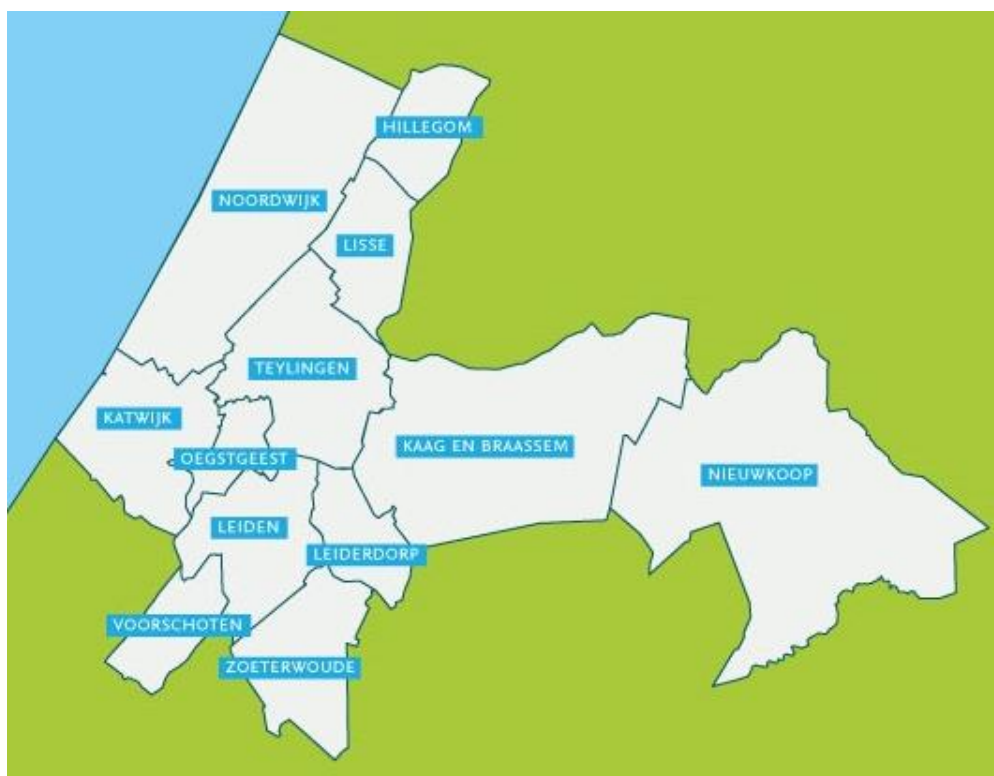 HILLEGOM
NOORDWIJK
LISSE
TEYLINGEN
KATWIJK
KAAG EN BRAASSEM
OEGSTGEEST
NIEUWKOOP
LEIDEN
LEIDERDORP
VOORSCHOTEN
ZOETERWOUDE